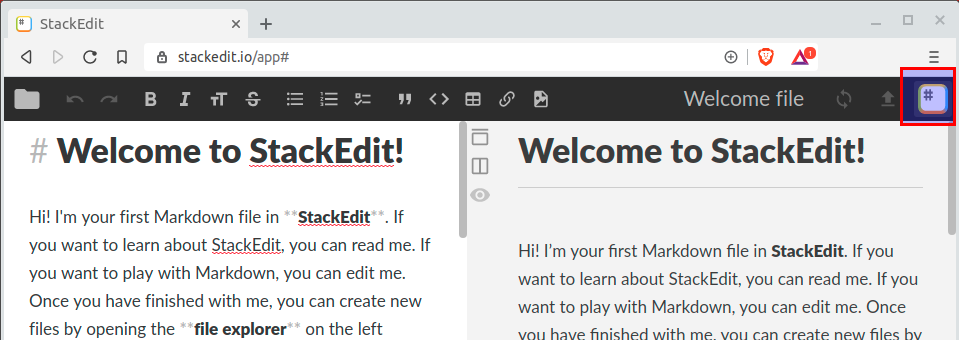 StackEdit
stackedit.io/app#
1
B I TT S
Welcome file
#
# Welcome to StackEdit!
Hi! I'm your first Markdown file in **StackEdit**. If
you want to learn about StackEdit, you can read me. If
you want to play with Markdown, you can edit me.
Once you have finished with me, you can create new
files by opening the **file explorer** on the left
Welcome to StackEdit!
Hi! I’m your first Markdown file in StackEdit. If you
want to learn about StackEdit, you can read me. If you
want to play with Markdown, you can edit me. Once
you have finished with me, you can create new files by